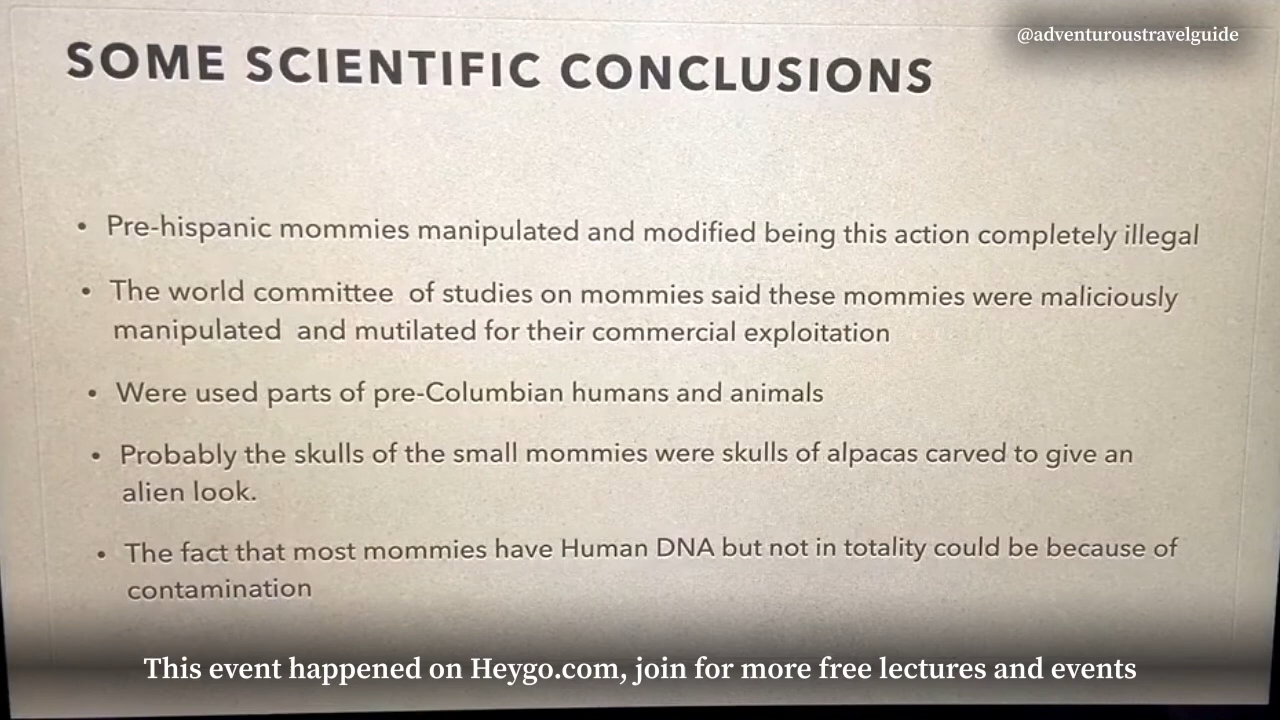 @adventuroustravelguide
SOME SCIENTIFIC CONCLUSIONS
• Pre-hispanic mommies manipulated and modified being this action completely illegal
• The world committee of studies on mommies said these mommies were maliciously
manipulated and mutilated for their commercial exploitation
• Were used parts of pre-Columbian humans and animals
• Probably the skulls of the small mommies were skulls of alpacas carved to give an
alien look.
• The fact that most mommies have Human DNA but not in totality could be because of
contamination
This event happened on Heygo.com, join for more free lectures and events